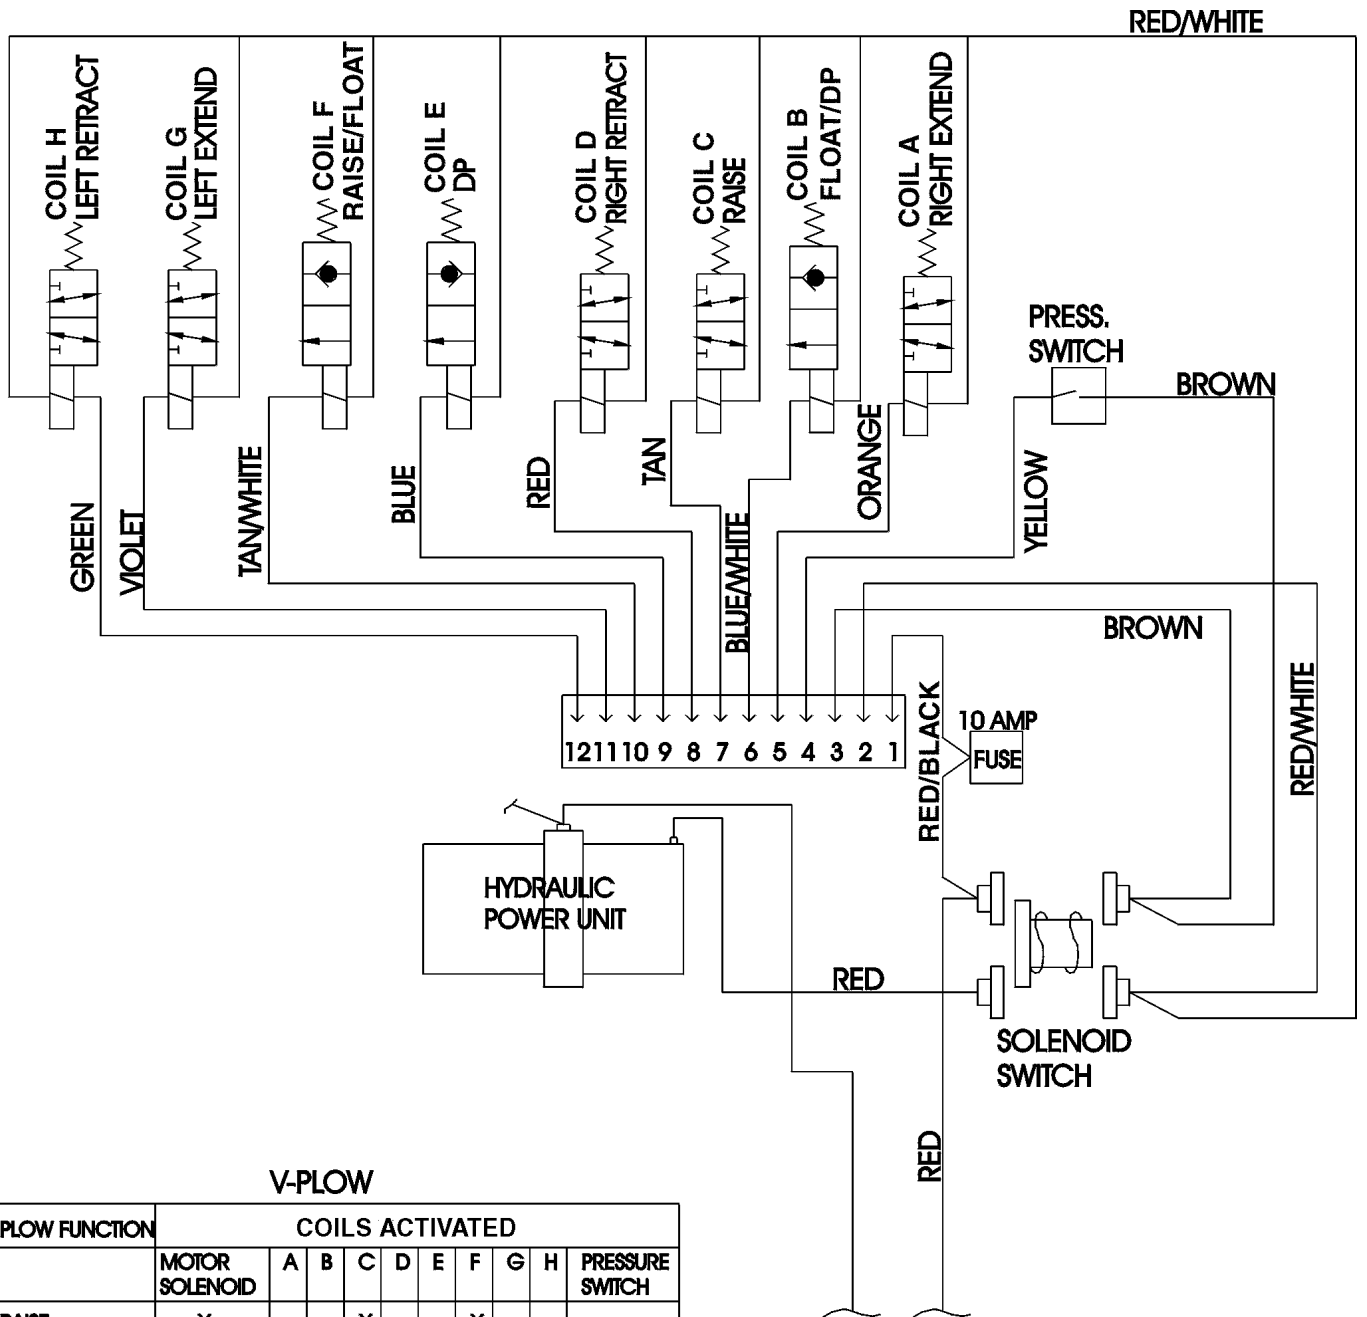 RED/WHITE
COIL H
LEFT RETRACT
COIL G
LEFT EXTEND
COIL F
RAISE/FLOAT
COIL E
DP
COIL D
RIGHT RETRACT
COIL C
RAISE
COIL B
FLOAT/DP
COIL A
RIGHT EXTEND
PRESS.
SWITCH
BROWN
GREEN
VIOLET
TAN/WHITE
BLUE
RED
TAN
BLUE/WHITE
ORANGE
YELLOW
BROWN
RED/WHITE
12 11 10 9 8 7 6 5 4 3 2 1
RED/BLACK
10 AMP
FUSE
HYDRAULIC
POWER UNIT
RED
SOLENOID
SWITCH
RED
V-PLOW
PLOW FUNCTION COILS ACTIVATED
MOTOR
SOLENOID A B C D E F G H PRESSURE
SWITCH
RAISE X X X